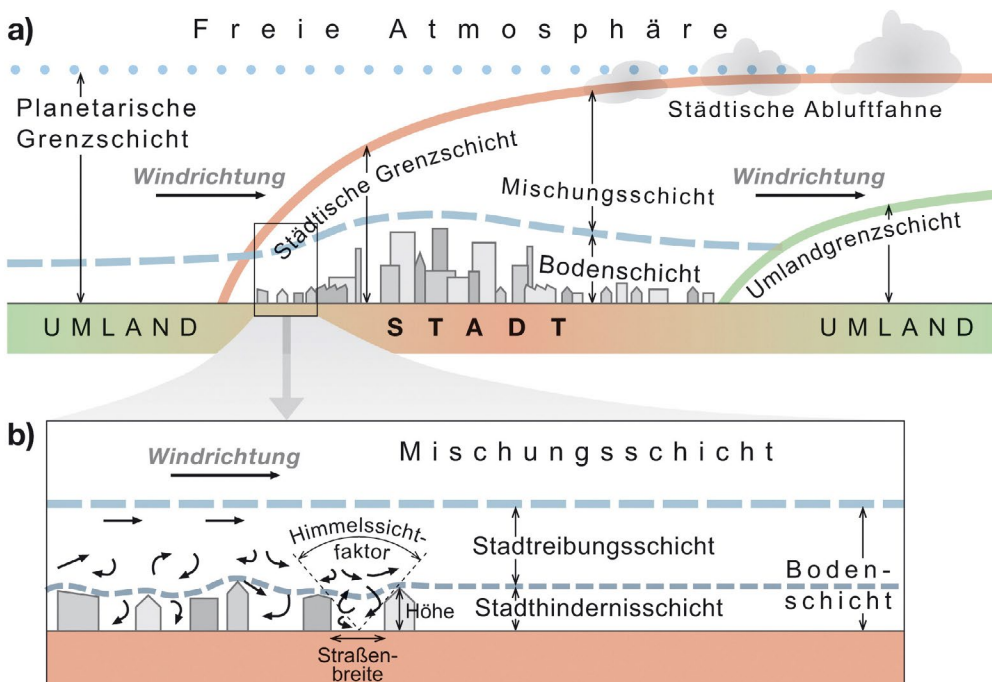 a)
Freie Atmosphäre
Planetarische
Grenzschicht
Städtische Abluftfahne
Windrichtung
Städtische Grenzschicht
Mischungsschicht
Windrichtung
Bodenschicht
Umlandgrenzschicht
UMLAND
STADT
UMLAND
b)
Windrichtung
Mischungsschicht
Himmelssicht-
faktor
Stadtreibungsschicht
Boden-
schicht
Stadthindernisschicht
Höhe
Straßen-
breite